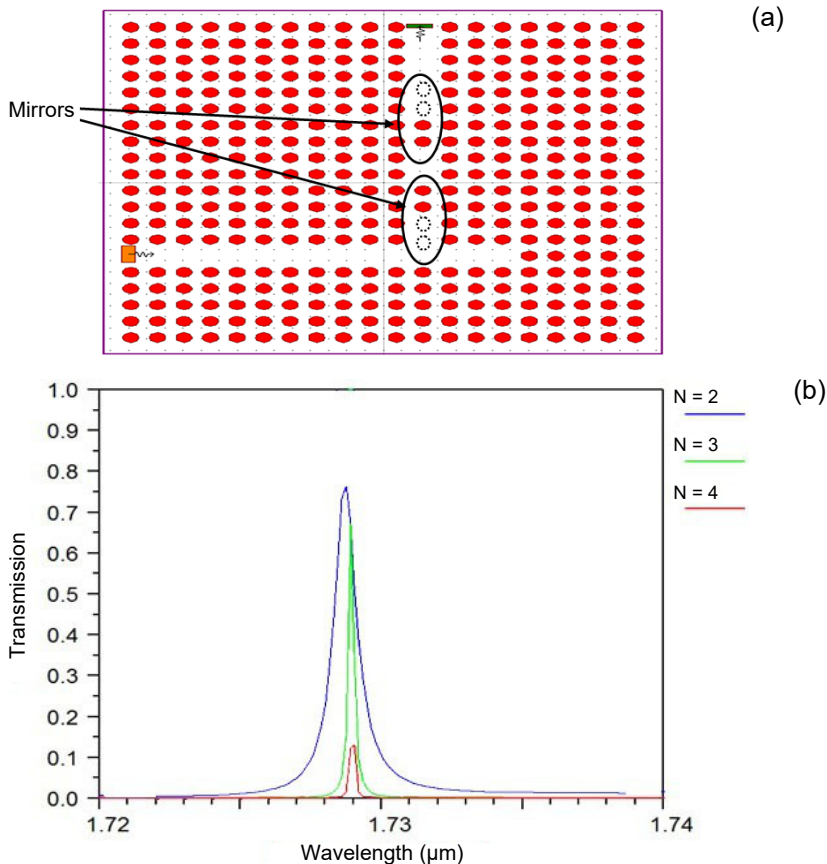 (a)
Mirrors
(b)
1.0
0.9
0.8
0.7
0.6
0.5
0.4
0.3
0.2
0.1
0.0
Transmission
1.72
1.73
1.74
Wavelength (µm)
N = 2
N = 3
N = 4